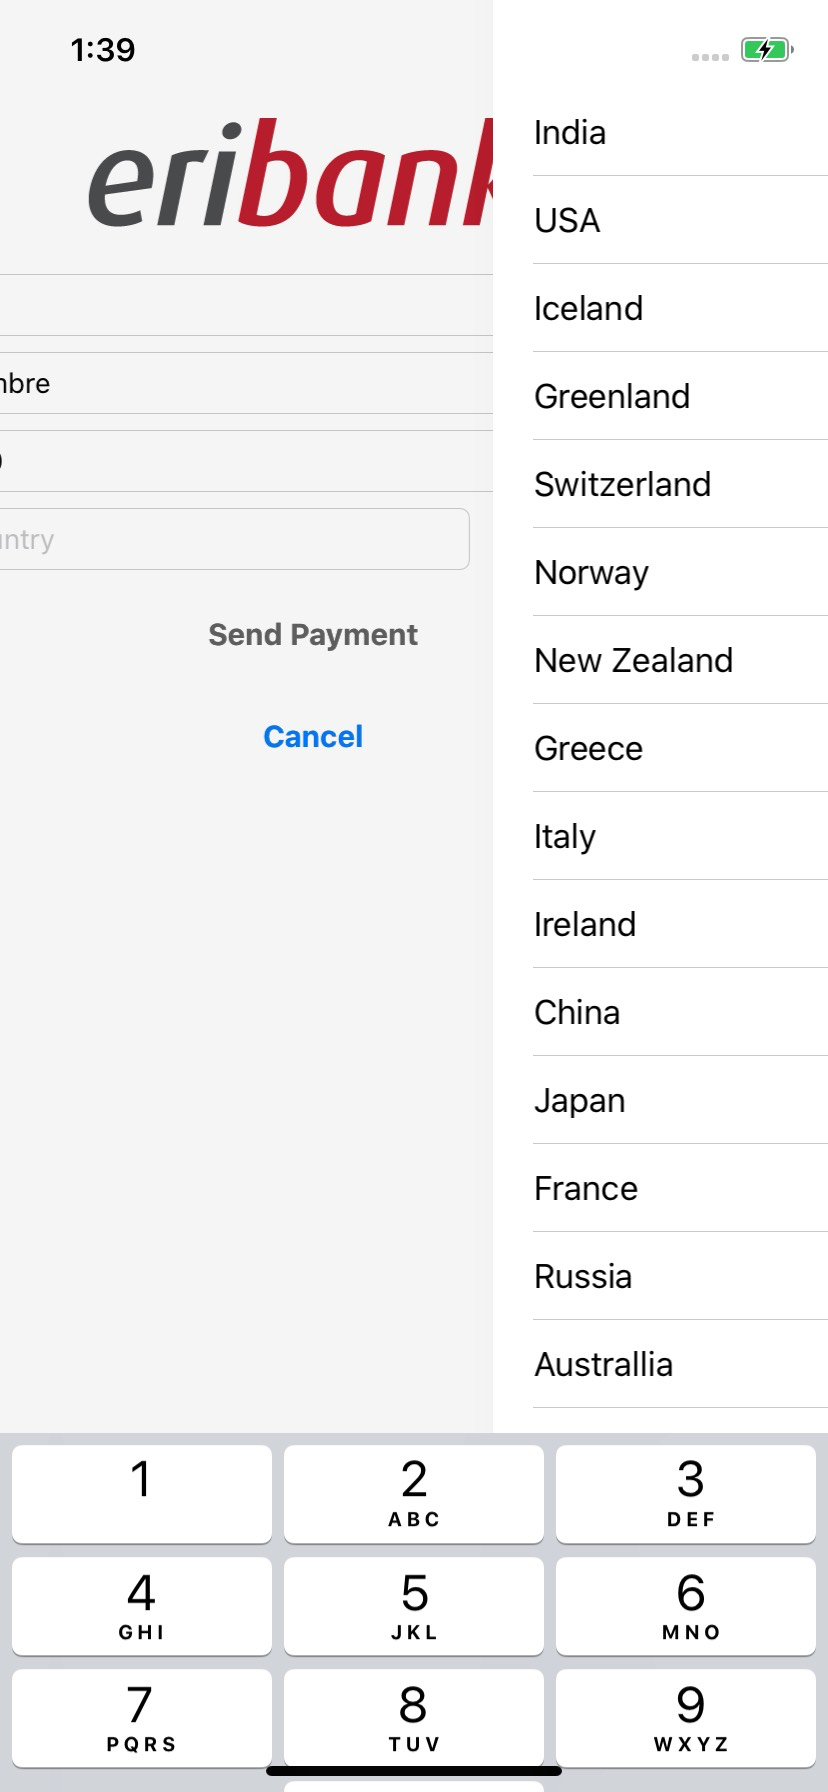 1:39
eribank
mbre
)
untry
Send Payment
Cancel
India
USA
Iceland
Greenland
Switzerland
Norway
New Zealand
Greece
Italy
Ireland
China
Japan
France
Russia
Australlia
1
2
ABC
3
DEF
4
GHI
5
JKL
6
MNO
7
PQRS
8
TUV
9
WXYZ